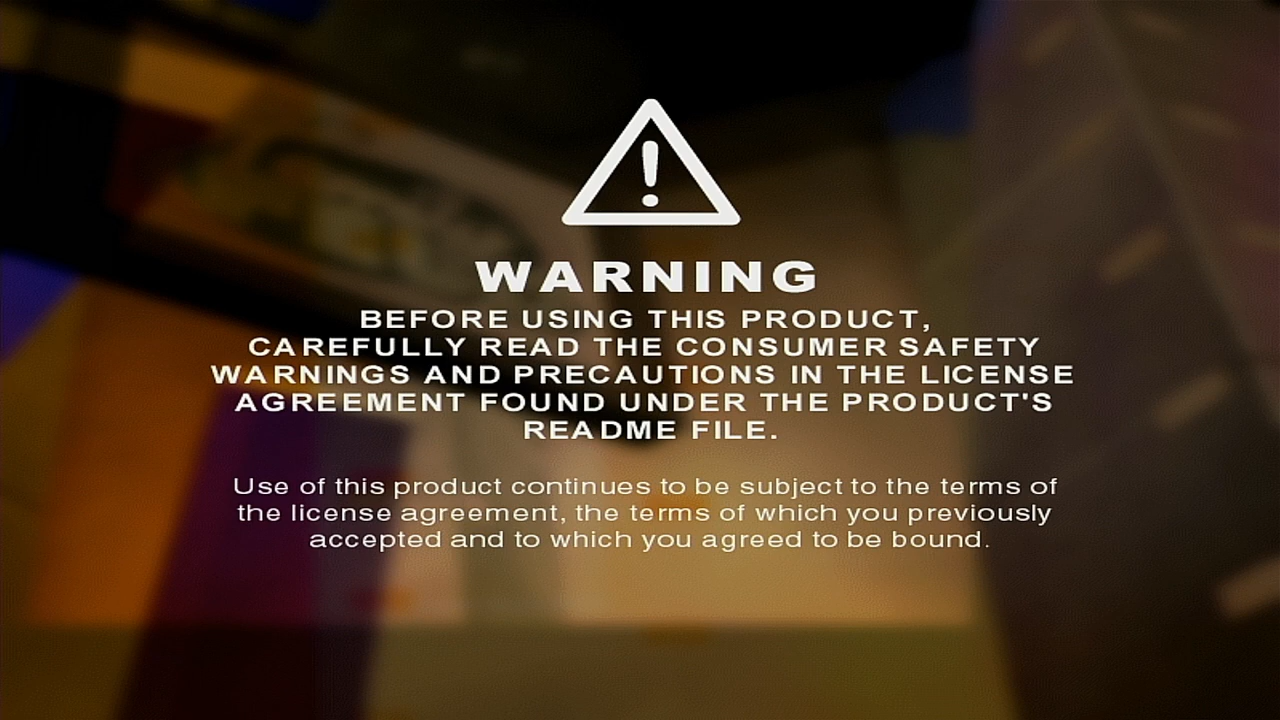 WARNING
BEFORE USING THIS PRODUCT,
CAREFULLY READ THE CONSUMER SAFETY
WARNINGS AND PRECAUTIONS IN THE LICENSE
AGREEMENT FOUND UNDER THE PRODUCT'S
README FILE.
Use of this product continues to be subject to the terms of
the license agreement, the terms of which you previously
accepted and to which you agreed to be bound.